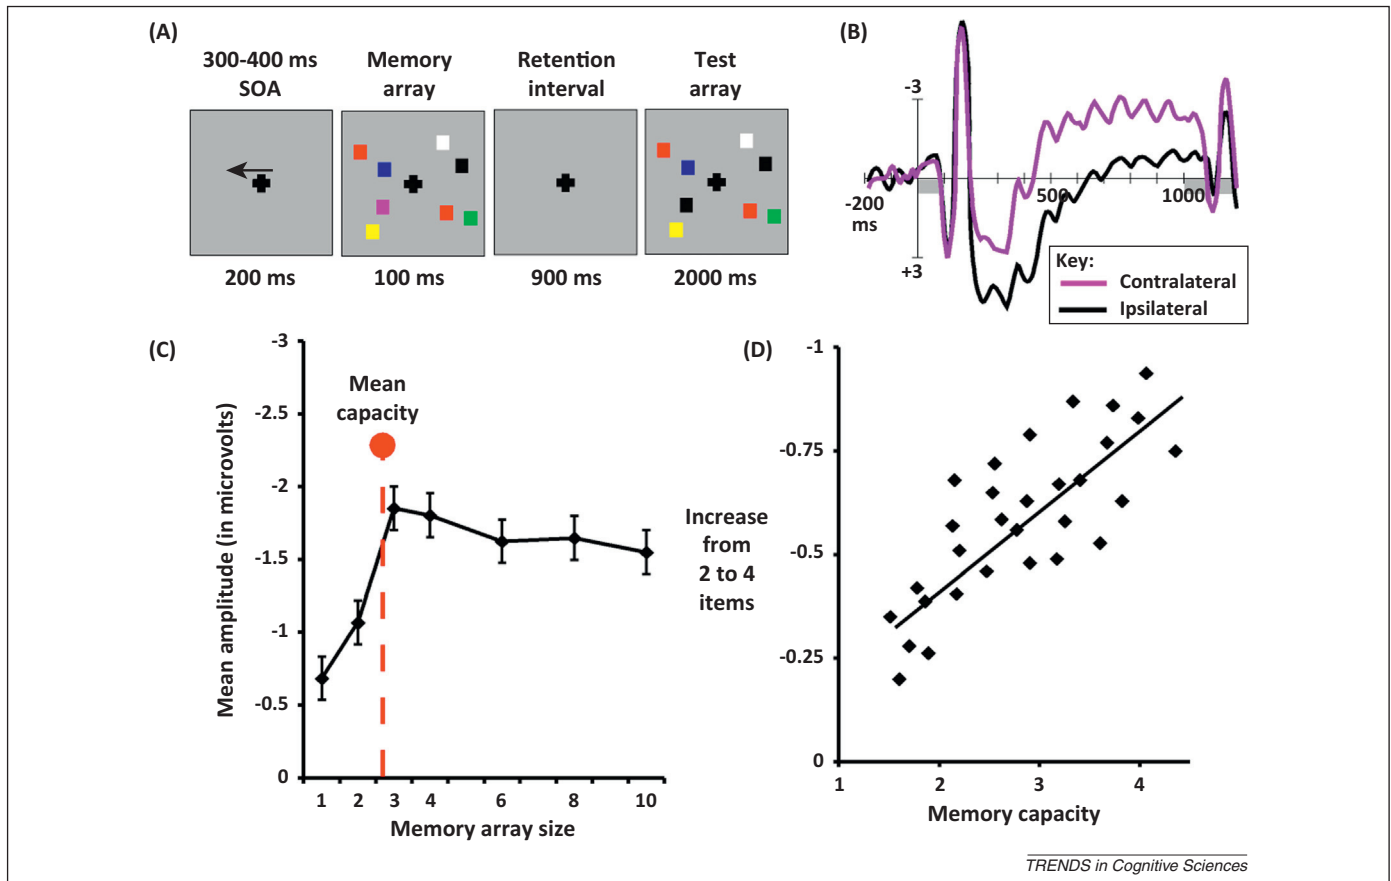 (A)
300-400 ms
SOA
Memory
array
Retention
interval
Test
array
200 ms
100 ms
900 ms
2000 ms
(B)
-3
-200
ms
500
1000
+3
Key:
Contralateral
Ipsilateral
(C)
Mean amplitude (in microvolts)
-3
-2.5
-2
-1.5
-1
-0.5
0
Mean
capacity
1 2 3 4 6 8 10
Memory array size
(D)
Increase
from
2 to 4
items
-1
-0.75
-0.5
-0.25
0
1 2 3 4
Memory capacity
TRENDS in Cognitive Sciences